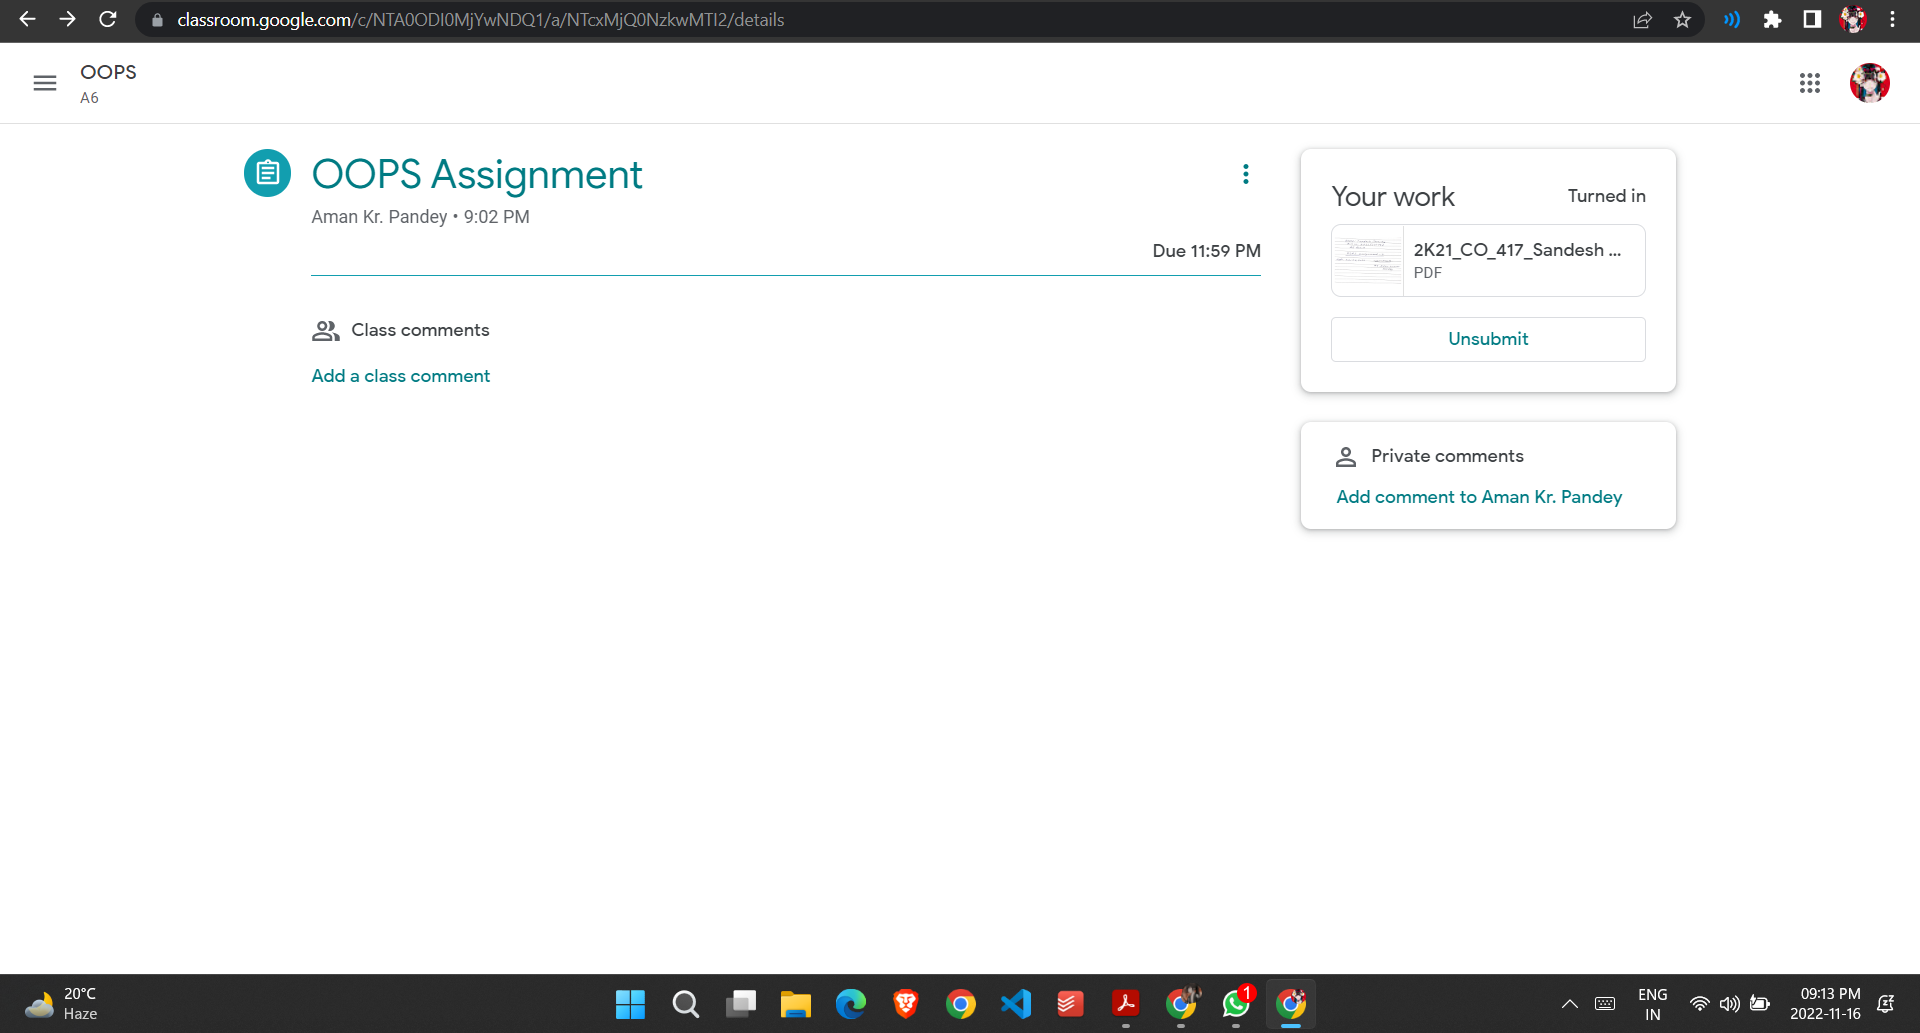 classroom.google.com/c/NTA0ODI0MjYwNDQ1/a/NTcxMjQ0NzkwMTI2/details
OOPS
A6
OOPS Assignment
Aman Kr. Pandey • 9:02 PM
Due 11:59 PM
Class comments
Add a class comment
Your work
Turned in
2K21_CO_417_Sandesh ...
PDF
Unsubmit
Private comments
Add comment to Aman Kr. Pandey
20°C
Haze
1
ENG
IN
09:13 PM
2022-11-16